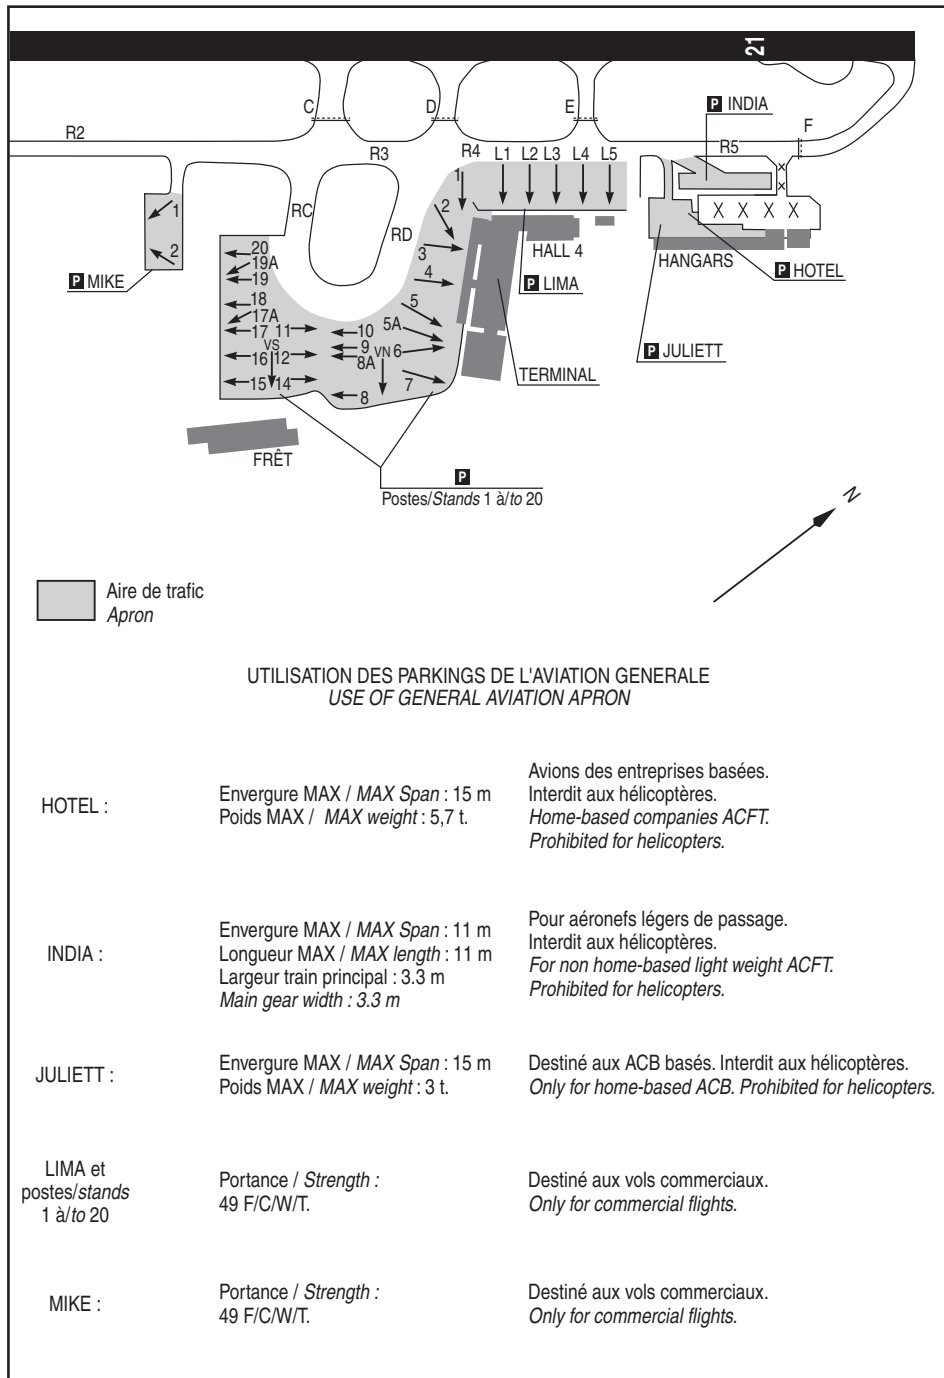 21
C
D
E
P INDIA
F
R2
R3
R4
L1
L2
L3
L4
L5
R5
1
1
2
RC
2
RD
X X
X X X X
2
20
3
HALL 4
HANGARS
19A
P MIKE
19
4
P LIMA
P HOTEL
18
5
17A
17
11
10
5A
P JULIETT
VS
9
VN
6
16
12
8A
TERMINAL
15
14
7
8
FRÊT
P
Postes/Stands 1 à/to 20
N
Aire de trafic
Apron
UTILISATION DES PARKINGS DE L'AVIATION GENERALE
USE OF GENERAL AVIATION APRON
HOTEL :
Envergure MAX / MAX Span : 15 m
Poids MAX / MAX weight : 5,7 t.
Avions des entreprises basées.
Interdit aux hélicoptères.
Home-based companies ACFT.
Prohibited for helicopters.
INDIA :
Envergure MAX / MAX Span : 11 m
Longueur MAX / MAX length : 11 m
Largeur train principal : 3.3 m
Main gear width : 3.3 m
Pour aéronefs légers de passage.
Interdit aux hélicoptères.
For non home-based light weight ACFT.
Prohibited for helicopters.
JULIETT :
Envergure MAX / MAX Span : 15 m
Poids MAX / MAX weight : 3 t.
Destiné aux ACB basés. Interdit aux hélicoptères.
Only for home-based ACB. Prohibited for helicopters.
LIMA et
postes/stands
1 à/to 20
Portance / Strength :
49 F/C/W/T.
Destiné aux vols commerciaux.
Only for commercial flights.
MIKE :
Portance / Strength :
49 F/C/W/T.
Destiné aux vols commerciaux.
Only for commercial flights.